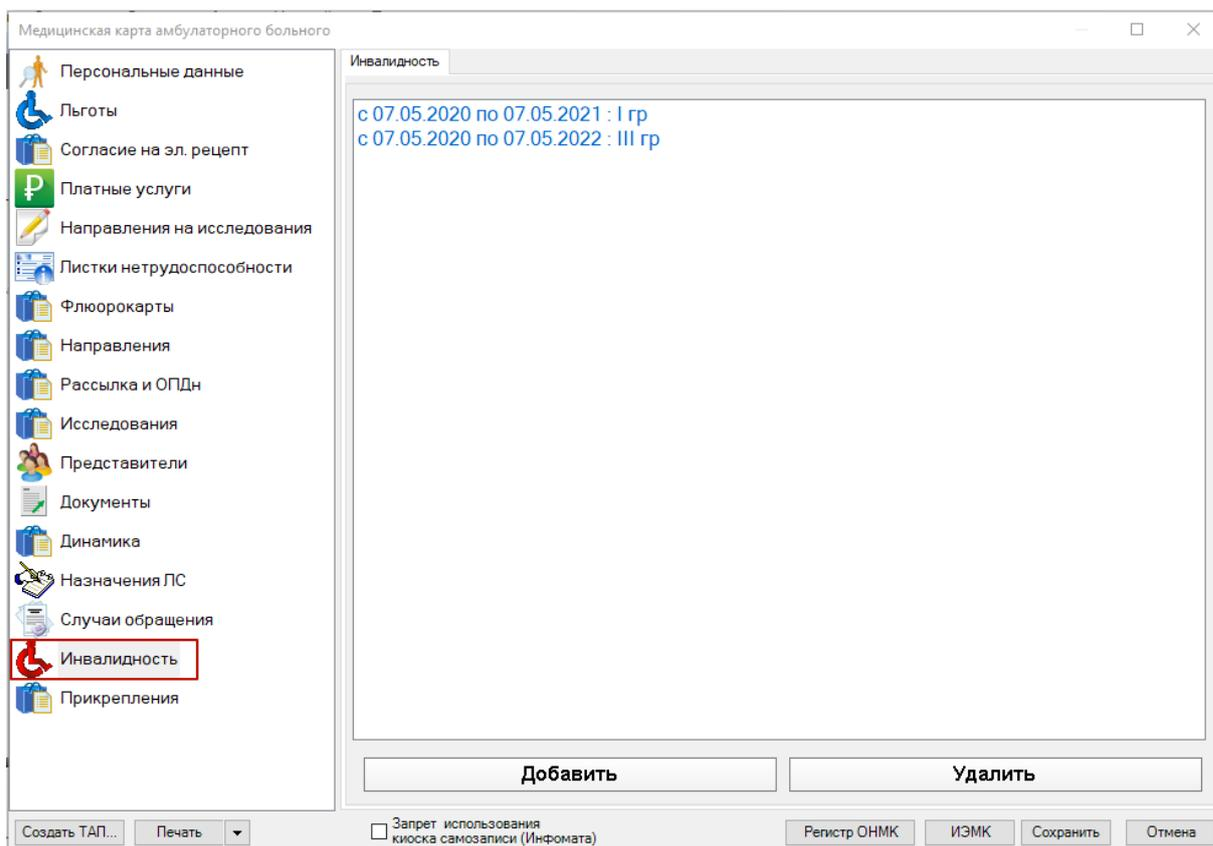 Медицинская карта амбулаторного больного
Персональные данные
Льготы
Согласие на эл. рецепт
Платные услуги
Направления на исследования
Листки нетрудоспособности
Флюорокарты
Направления
Рассылка и ОПДн
Исследования
Представители
Документы
Динамика
Назначения ЛС
Случаи обращения
Инвалидность
Прикрепления
Инвалидность
с 07.05.2020 по 07.05.2021 : I гр
с 07.05.2020 по 07.05.2022 : III гр
Добавить
Удалить
Создать ТАП...
Печать
Запрет использования
киоска самозаписи (Инфомата)
Регистр ОНМК
ИЭМК
Сохранить
Отмена